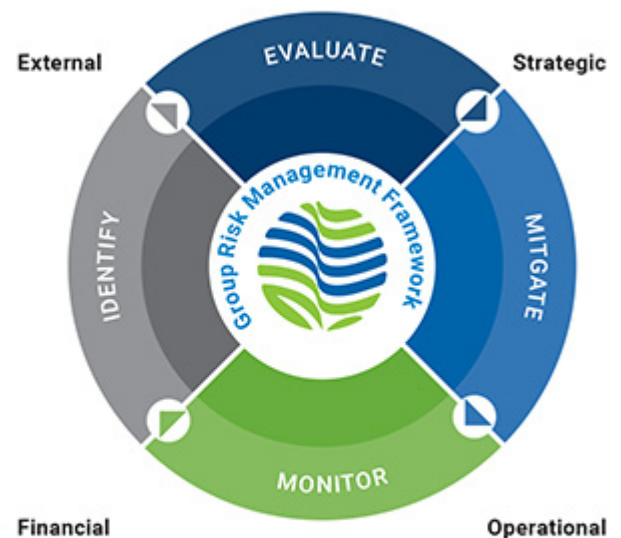 EVALUATE
External
Strategic
Group Risk Management Framework
IDENTIFY
MITGATE
MONITOR
Financial
Operational